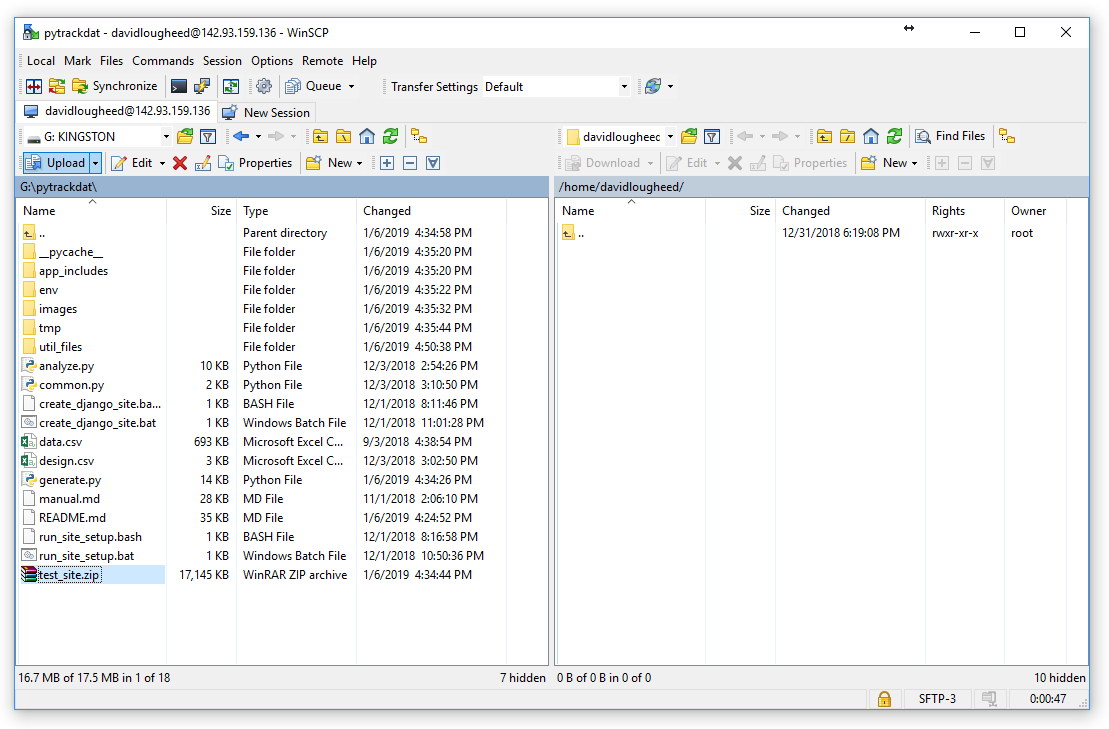 pytrackdat - davidlougheed@142.93.159.136 - WinSCP
Local Mark Files Commands Session Options Remote Help
Synchronize Queue Transfer Settings Default
davidlougheed@142.93.159.136 New Session
G: KINGSTON davidlougheec Find Files
Upload Edit Properties New Download Edit Properties New
G:\pytrackdat\ /home/davidlougheed/
Name Size Type Changed Name Size Changed Rights Owner
.. Parent directory 1/6/2019 4:34:58 PM .. 12/31/2018 6:19:08 PM rwxr-xr-x root
__pycache__ File folder 1/6/2019 4:35:20 PM
app_includes File folder 1/6/2019 4:35:20 PM
env File folder 1/6/2019 4:35:22 PM
images File folder 1/6/2019 4:35:32 PM
tmp File folder 1/6/2019 4:35:44 PM
util_files File folder 1/6/2019 4:50:38 PM
analyze.py 10 KB Python File 12/3/2018 2:54:26 PM
common.py 2 KB Python File 12/3/2018 3:10:50 PM
create_django_site.ba... 1 KB BASH File 12/1/2018 8:11:46 PM
create_django_site.bat 1 KB Windows Batch File 12/1/2018 11:01:28 PM
data.csv 693 KB Microsoft Excel C... 9/3/2018 4:38:54 PM
design.csv 3 KB Microsoft Excel C... 12/3/2018 3:02:50 PM
generate.py 14 KB Python File 1/6/2019 4:34:26 PM
manual.md 28 KB MD File 11/1/2018 2:06:10 PM
README.md 35 KB MD File 1/6/2019 4:24:52 PM
run_site_setup.bash 1 KB BASH File 12/1/2018 8:16:58 PM
run_site_setup.bat 1 KB Windows Batch File 12/1/2018 10:50:36 PM
test_site.zip 17,145 KB WinRAR ZIP archive 1/6/2019 4:34:44 PM
16.7 MB of 17.5 MB in 1 of 18 7 hidden 0 B of 0 B in 0 of 0 10 hidden
SFTP-3 0:00:47